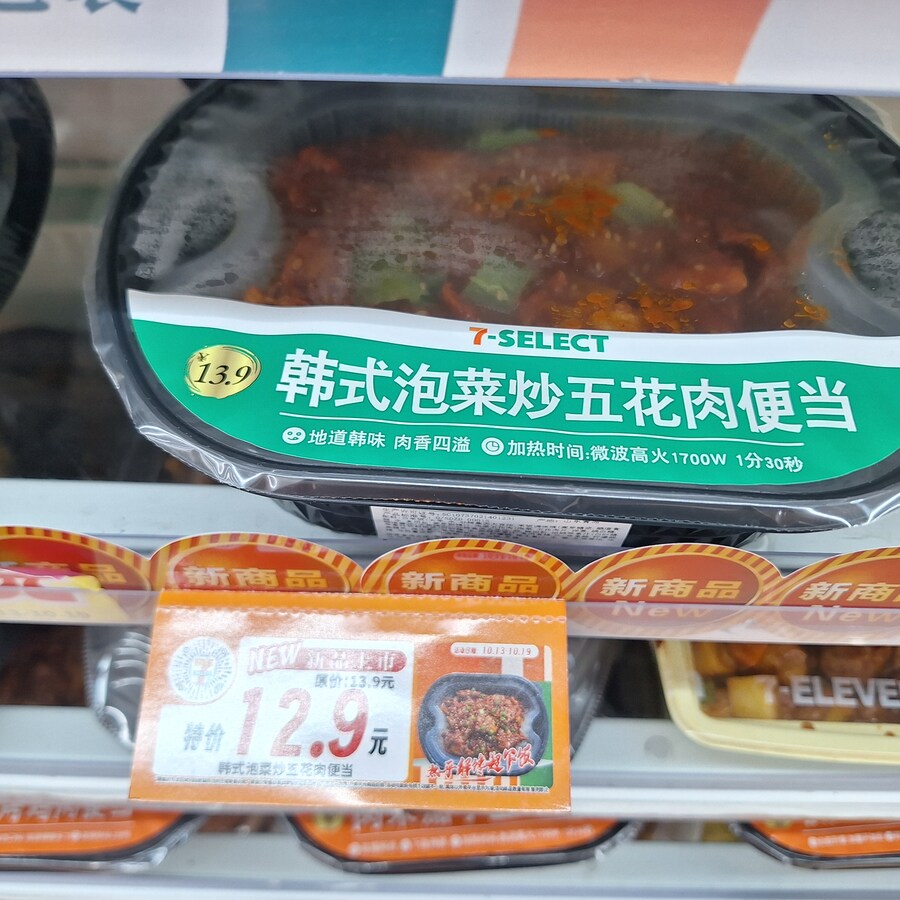 7-SELECT
¥
13.9
韩式泡菜炒五花肉便当
地道韩味 肉香四溢 加热时间:微波高火1700W 1分30秒
新商品
新商品
新商品
New
新商品
New
NEW 新品上市
原价:13.9元
特价 12.9元
韩式泡菜炒五花肉便当
10.13-10.19
7-ELEVE